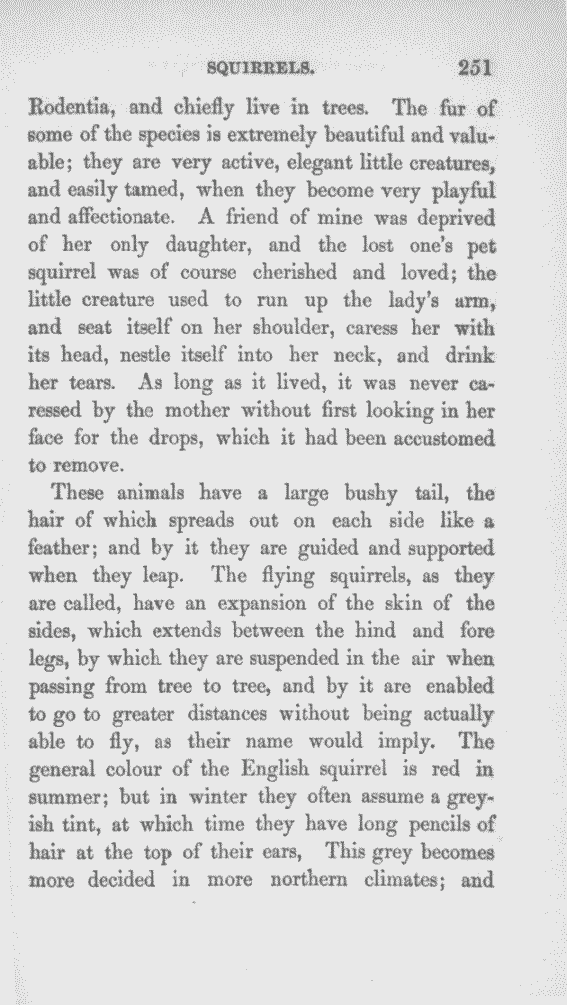 SQUIRRELS. 251
Rodentia, and chiefly live in trees. The fur of
some of the species is extremely beautiful and valu-
able; they are very active, elegant little creatures,
and easily tamed, when they become very playful
and affectionate. A friend of mine was deprived
of her only daughter, and the lost one's pet
squirrel was of course cherished and loved; the
little creature used to run up the lady's arm,
and seat itself on her shoulder, caress her with
its head, nestle itself into her neck, and drink
her tears. As long as it lived, it was never ca-
ressed by the mother without first looking in her
face for the drops, which it had been accustomed
to remove.
These animals have a large bushy tail, the
hair of which spreads out on each side like a
feather; and by it they are guided and supported
when they leap. The flying squirrels, as they
are called, have an expansion of the skin of the
sides, which extends between the hind and fore
legs, by which they are suspended in the air when
passing from tree to tree, and by it are enabled
to go to greater distances without being actually
able to fly, as their name would imply. The
general colour of the English squirrel is red in
summer; but in winter they often assume a grey-
ish tint, at which time they have long pencils of
hair at the top of their ears, This grey becomes
more decided in more northern climates; and